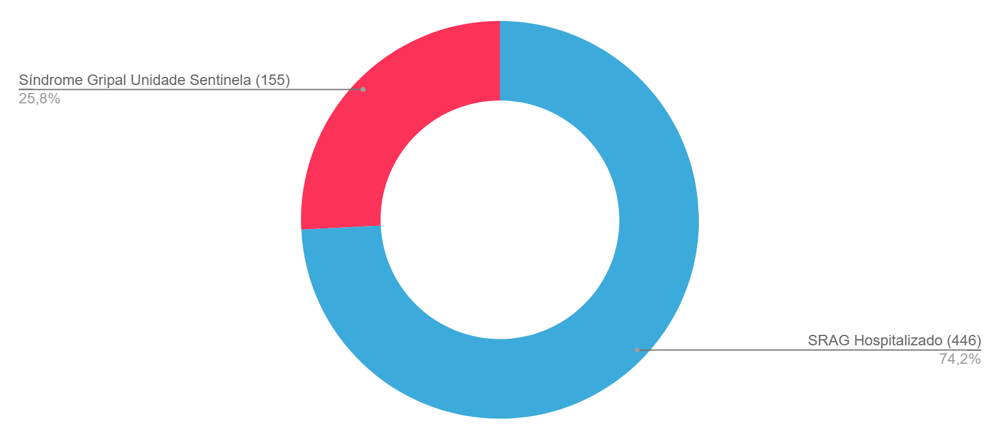 Síndrome Gripal Unidade Sentinela (155)
25,8%
SRAG Hospitalizado (446)
74,2%